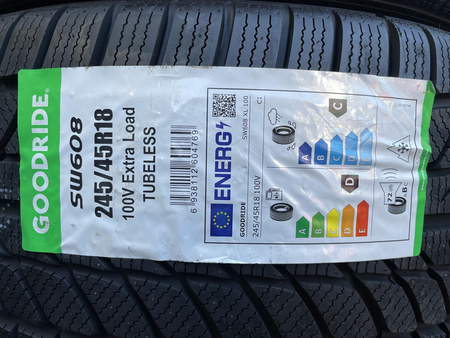 GOODRIDE
SW608
245/45R18
100V Extra Load
TUBELESS
6 938112 604769
ENERG
GOODRIDE
245/45R18 100V
SW608 XL 100
C1
A
B
C
D
E
D
A
B
C
D
E
C
72 dB
B